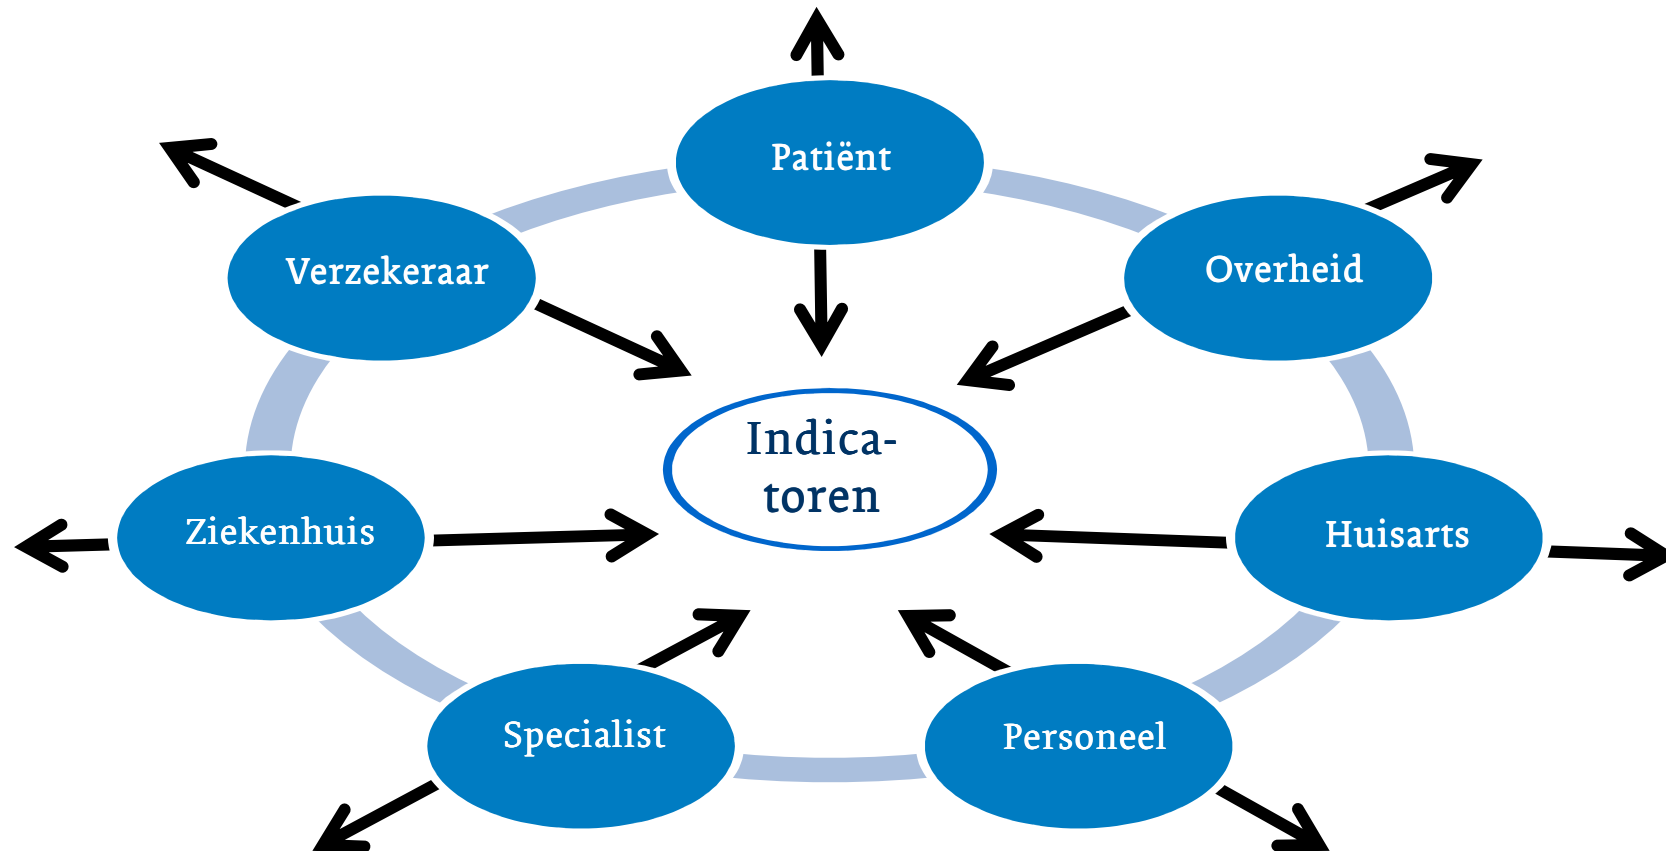 Patiënt
Verzekeraar
Overheid
Indica-
toren
Ziekenhuis
Huisarts
Specialist
Personeel